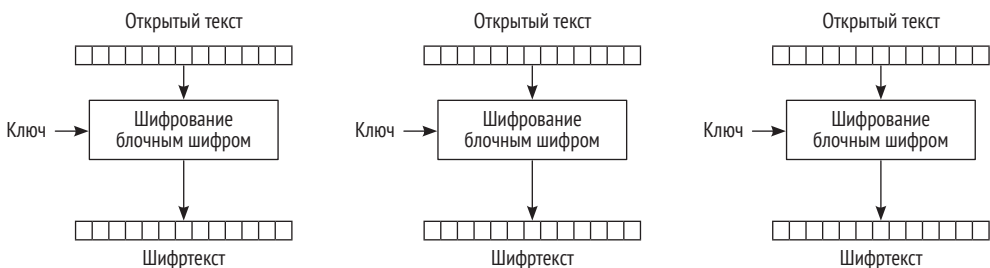 Открытый текст
Открытый текст
Открытый текст
Ключ
Шифрование
блочным шифром
Ключ
Шифрование
блочным шифром
Ключ
Шифрование
блочным шифром
Шифртекст
Шифртекст
Шифртекст